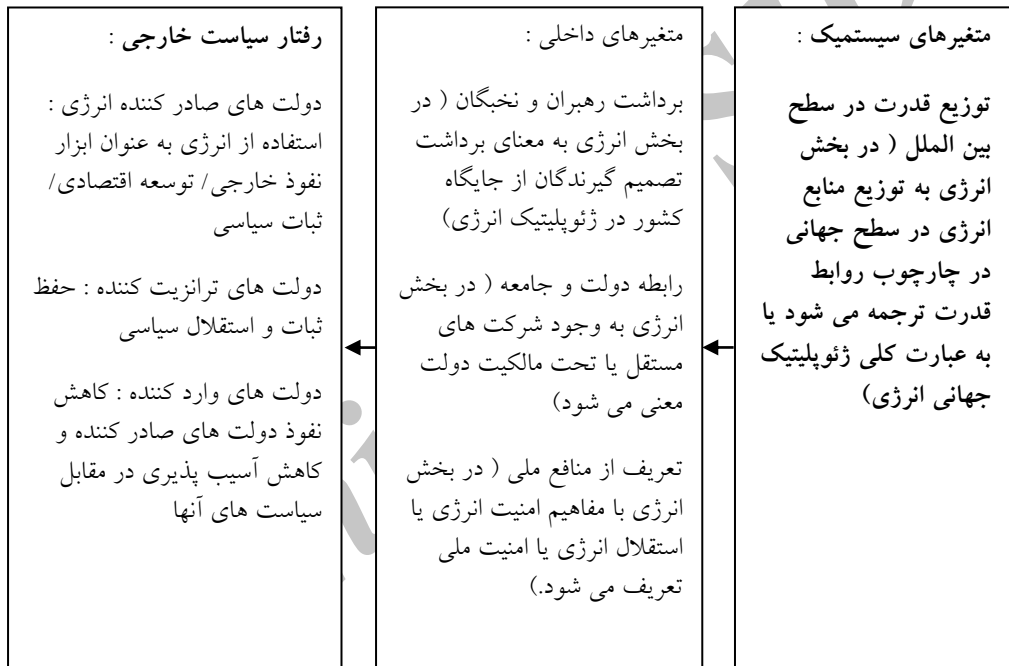 متغیرهای سیستمیک :
توزیع قدرت در سطح
بین الملل ( در بخش
انرژی به توزیع منابع
انرژی در سطح جهانی
در چارچوب روابط
قدرت ترجمه می شود یا
به عبارت کلی ژئوپلیتیک
جهانی انرژی)
متغیرهای داخلی :
برداشت رهبران و نخبگان ( در
بخش انرژی به معنای برداشت
تصمیم گیرندگان از جایگاه
کشور در ژئوپلیتیک انرژی)
رابطه دولت و جامعه ( در بخش
انرژی به وجود شرکت های
مستقل یا تحت مالکیت دولت
معنی می شود)
تعریف از منافع ملی ( در بخش
انرژی با مفاهیم امنیت انرژی یا
استقلال انرژی یا امنیت ملی
تعریف می شود.)
رفتار سیاست خارجی :
دولت های صادر کننده انرژی :
استفاده از انرژی به عنوان ابزار
نفوذ خارجی/ توسعه اقتصادی/
ثبات سیاسی
دولت های ترانزیت کننده : حفظ
ثبات و استقلال سیاسی
دولت های وارد کننده : کاهش
نفوذ دولت های صادر کننده و
کاهش آسیب پذیری در مقابل
سیاست های آنها